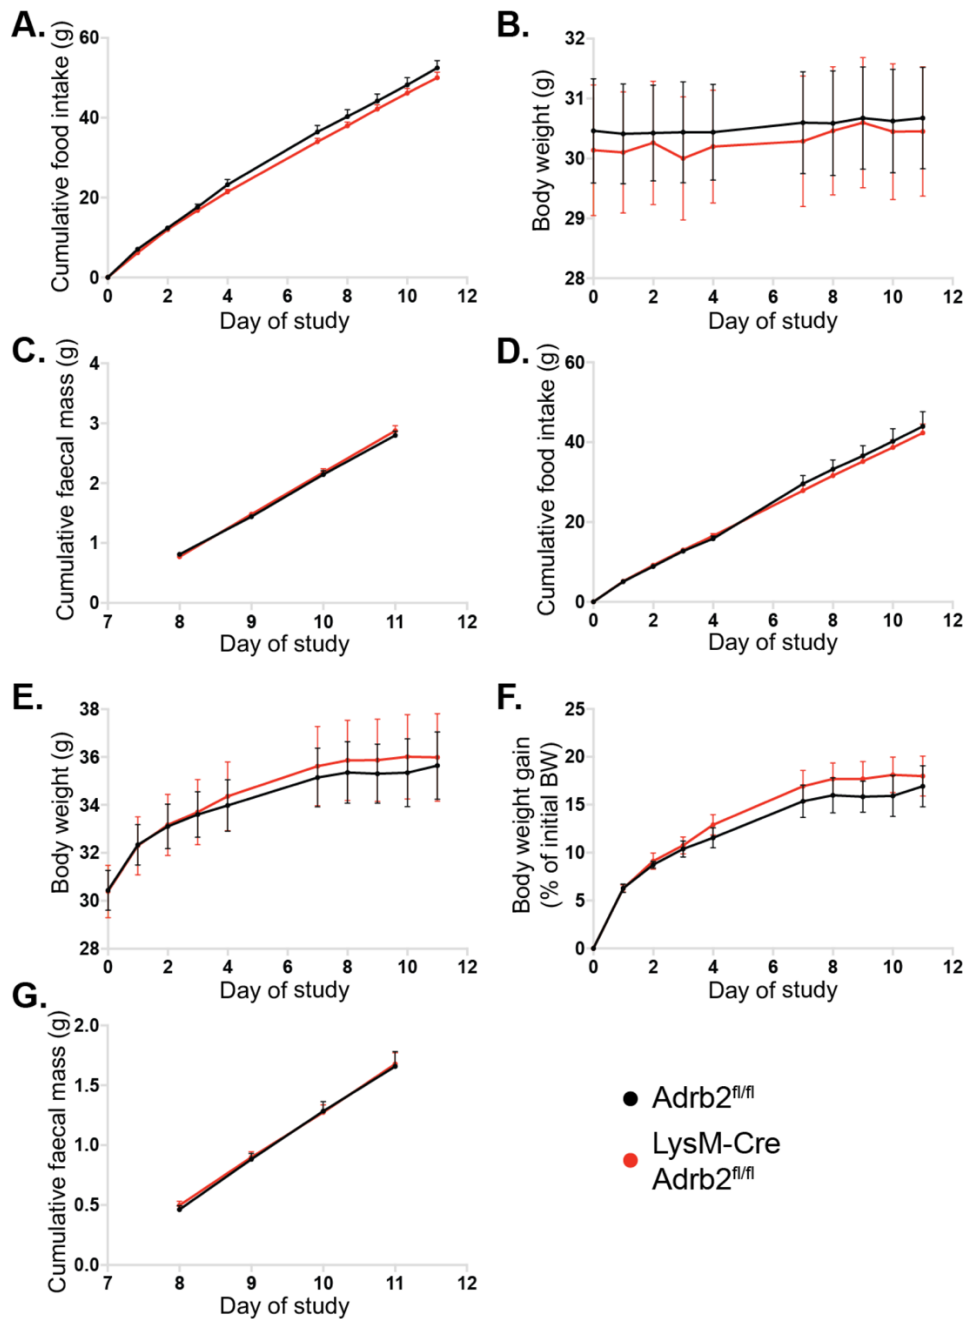 A.
Cumulative food intake (g)
60
40
20
0
0 2 4 6 8 10 12
Day of study
B.
Body weight (g)
32
31
30
29
28
0 2 4 6 8 10 12
Day of study
C.
Cumulative faecal mass (g)
4
3
2
1
0
7 8 9 10 11 12
Day of study
D.
Cumulative food intake (g)
60
40
20
0
0 2 4 6 8 10 12
Day of study
E.
Body weight (g)
38
36
34
32
30
28
0 2 4 6 8 10 12
Day of study
F.
Body weight gain
(% of initial BW)
25
20
15
10
5
0
0 2 4 6 8 10 12
Day of study
G.
Cumulative faecal mass (g)
2.0
1.5
1.0
0.5
0.0
7 8 9 10 11 12
Day of study
Adrb2fl/fl
LysM-Cre
Adrb2fl/fl